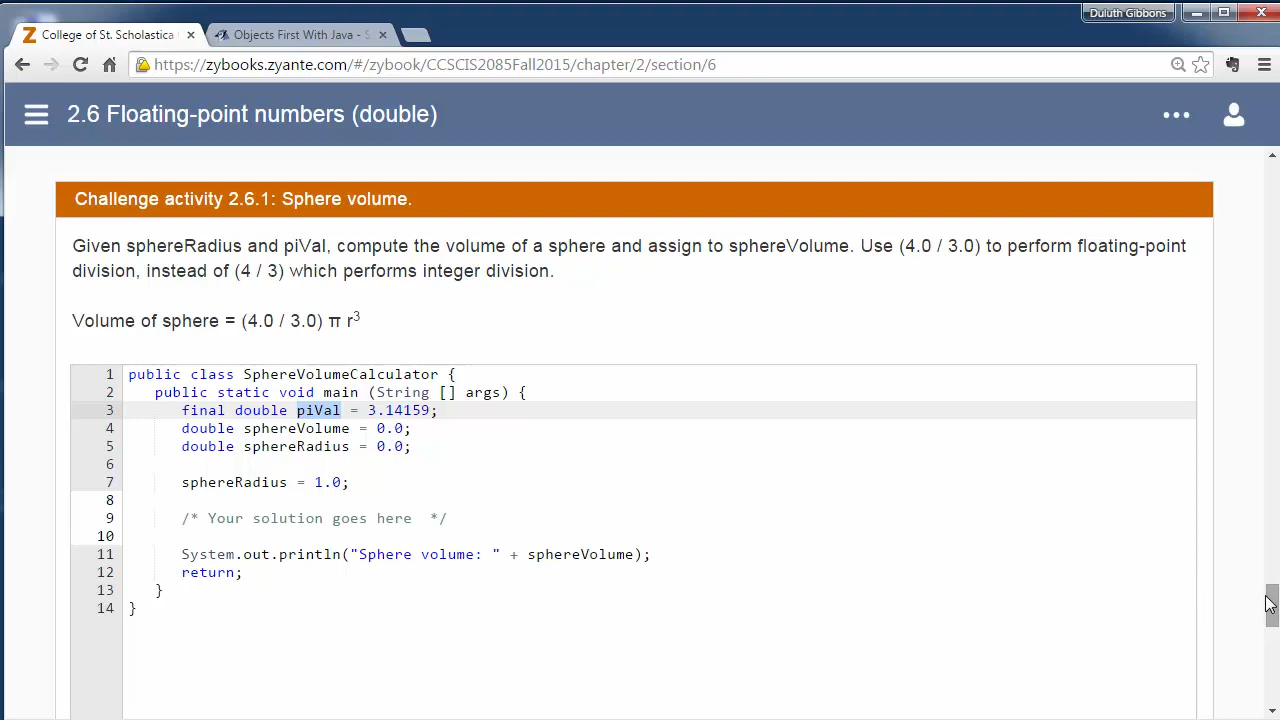 Duluth Gibbons
College of St. Scholastica
Objects First With Java - S
https://zybooks.zyante.com/#/zybook/CCSCIS2085Fall2015/chapter/2/section/6
2.6 Floating-point numbers (double)
Challenge activity 2.6.1: Sphere volume.
Given sphereRadius and piVal, compute the volume of a sphere and assign to sphereVolume. Use (4.0 / 3.0) to perform floating-point
division, instead of (4 / 3) which performs integer division.
Volume of sphere = (4.0 / 3.0) π r³
1 public class SphereVolumeCalculator {
2 public static void main (String [] args) {
3 final double piVal = 3.14159;
4 double sphereVolume = 0.0;
5 double sphereRadius = 0.0;
6
7 sphereRadius = 1.0;
8
9 /* Your solution goes here  */
10
11 System.out.println("Sphere volume: " + sphereVolume);
12 return;
13 }
14 }